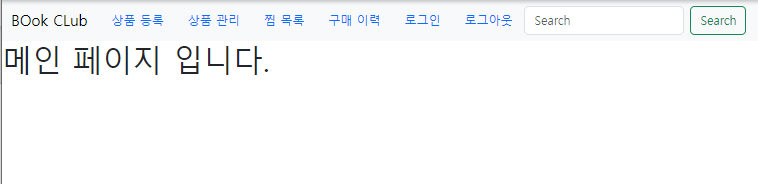 BOok CLub 상품 등록 상품 관리 찜 목록 구매 이력 로그인 로그아웃 Search Search
메인 페이지 입니다.